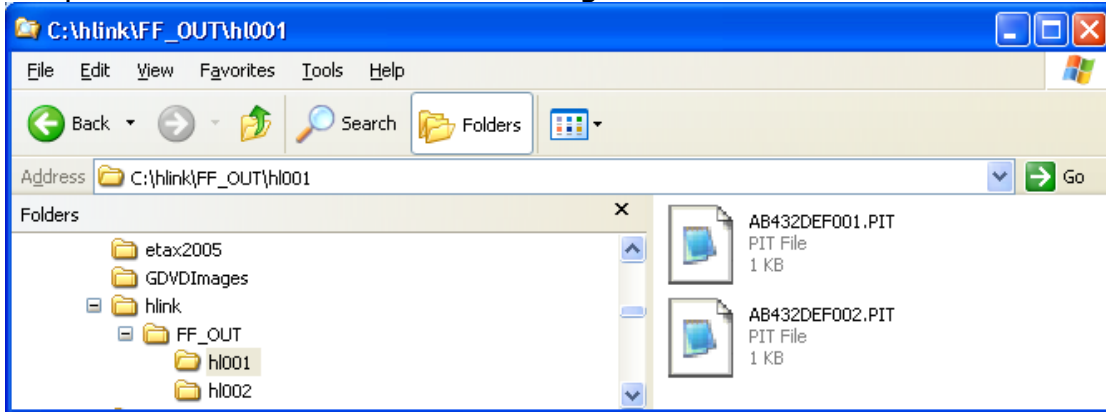 C:\hlink\FF_OUT\hl001
File Edit View Favorites Tools Help
Back Search Folders
Address C:\hlink\FF_OUT\hl001 Go
Folders
etax2005
GDVDImages
hlink
FF_OUT
hl001
hl002
AB432DEF001.PIT
PIT File
1 KB
AB432DEF002.PIT
PIT File
1 KB